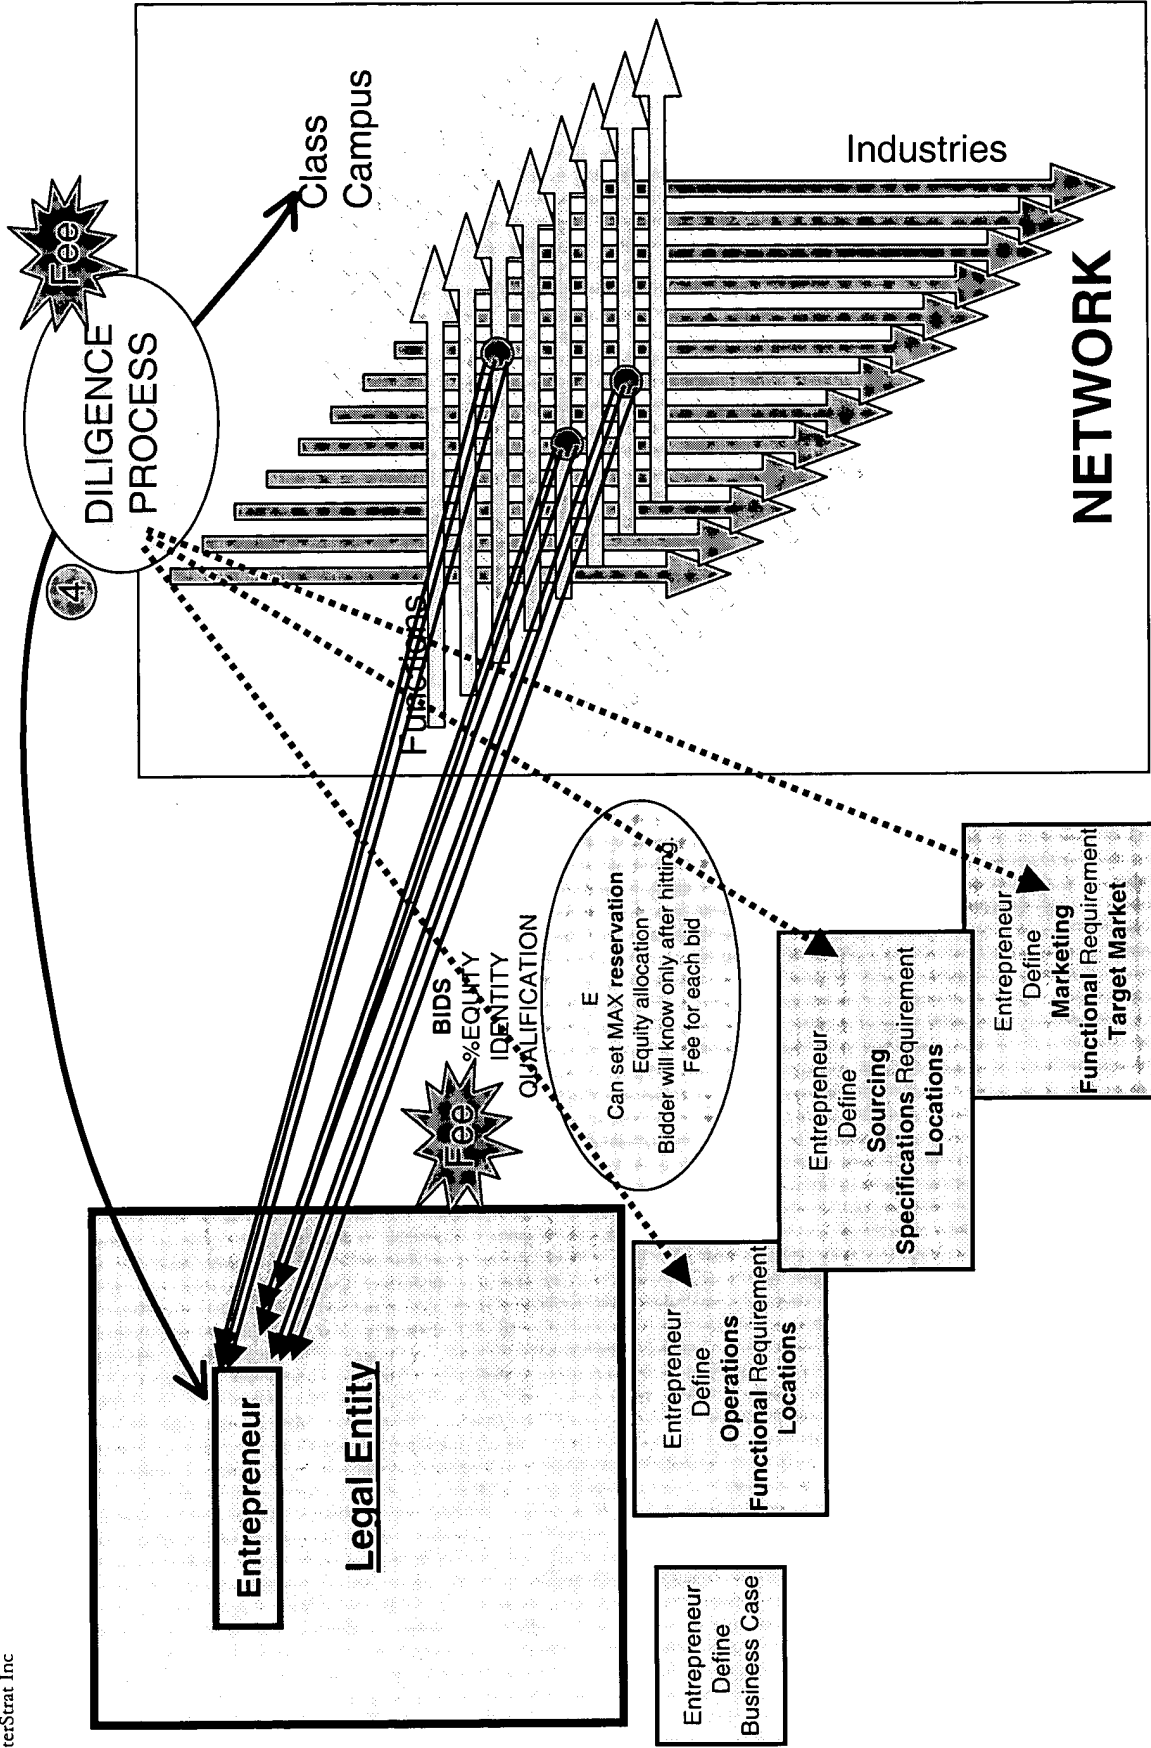 terStrat Inc
Entrepreneur
Legal Entity
Fee
BIDS
%EQUITY
IDENTITY
QUALIFICATION
4
DILIGENCE
PROCESS
Fee
Class
Campus
Functions
Industries
NETWORK
E
Can set MAX reservation
Equity allocation
Bidder will know only after hitting.
Fee for each bid
Entrepreneur
Define
Business Case
Entrepreneur
Define
Operations
Functional Requirement
Locations
Entrepreneur
Define
Sourcing
Specifications Requirement
Locations
Entrepreneur
Define
Marketing
Functional Requirement
Target Market